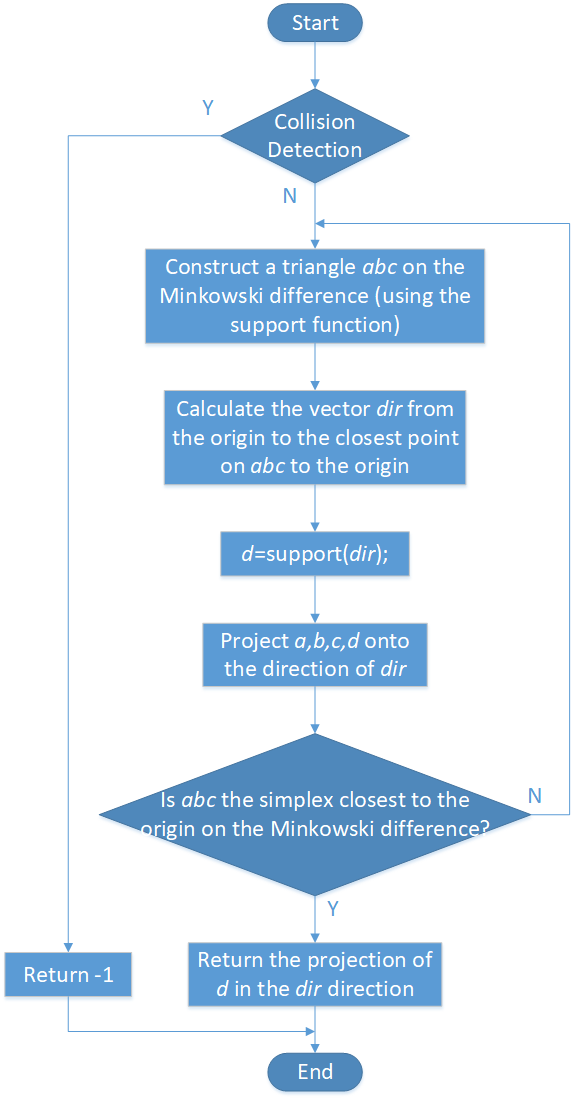 Start
Y
Collision
Detection
N
Construct a triangle abc on the
Minkowski difference (using the
support function)
Calculate the vector dir from
the origin to the closest point
on abc to the origin
d=support(dir);
Project a,b,c,d onto
the direction of dir
Is abc the simplex closest to the
origin on the Minkowski difference?
N
Y
Return -1
Return the projection of
d in the dir direction
End